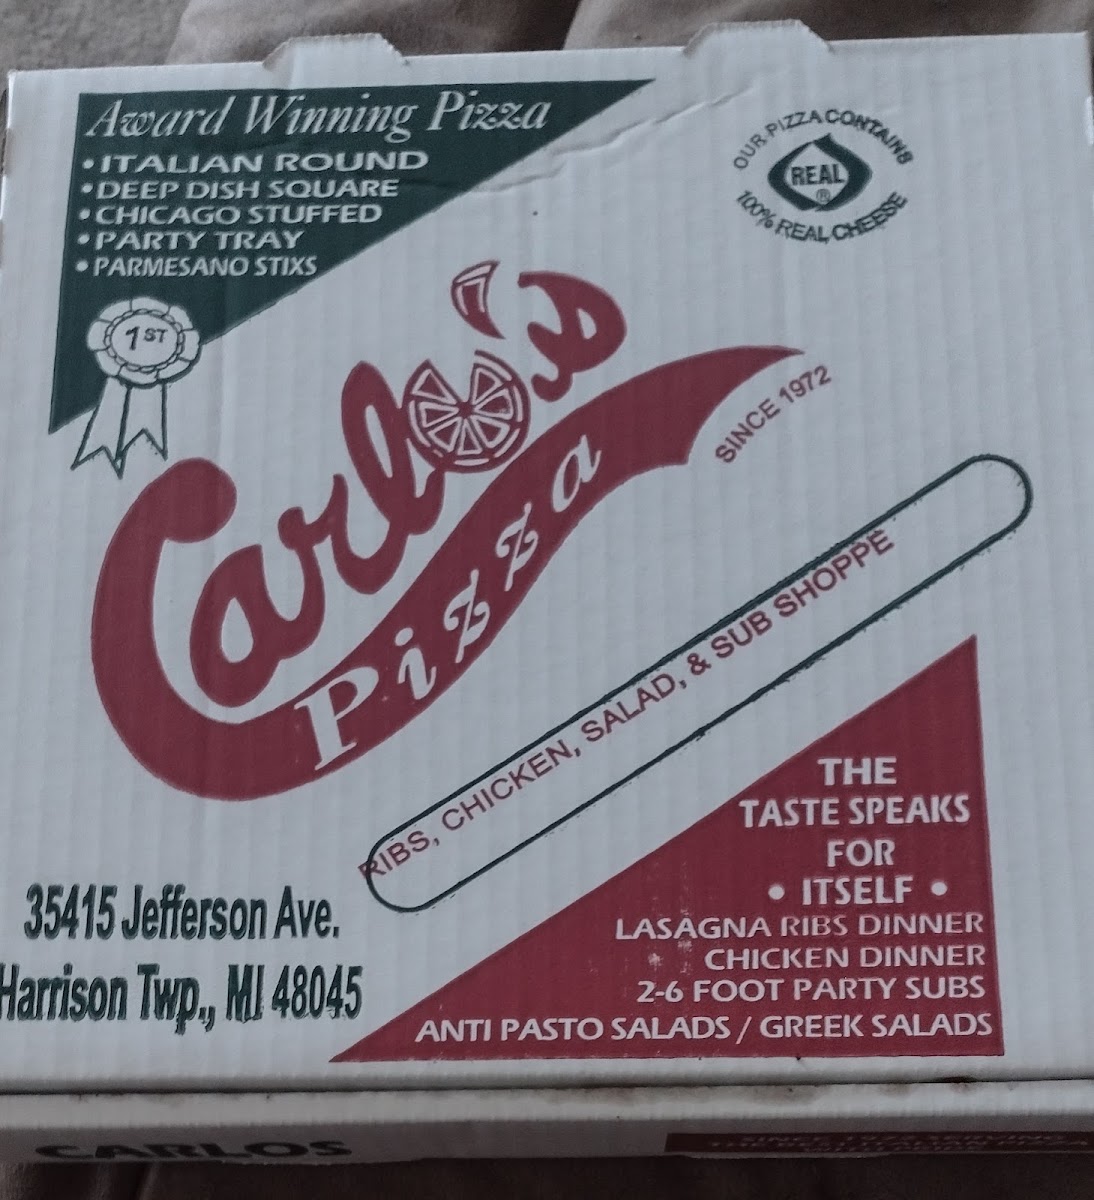 Award Winning Pizza
• ITALIAN ROUND
• DEEP DISH SQUARE
• CHICAGO STUFFED
• PARTY TRAY
• PARMESANO STIXS
1ST
OUR PIZZA CONTAINS
REAL
®
100% REAL CHEESE
Carlo's
Pizza
SINCE 1972
RIBS, CHICKEN, SALAD, & SUB SHOPPE
35415 Jefferson Ave.
Harrison Twp., MI 48045
THE
TASTE SPEAKS
FOR
• ITSELF •
LASAGNA RIBS DINNER
CHICKEN DINNER
2-6 FOOT PARTY SUBS
ANTI PASTO SALADS / GREEK SALADS
CARLOS